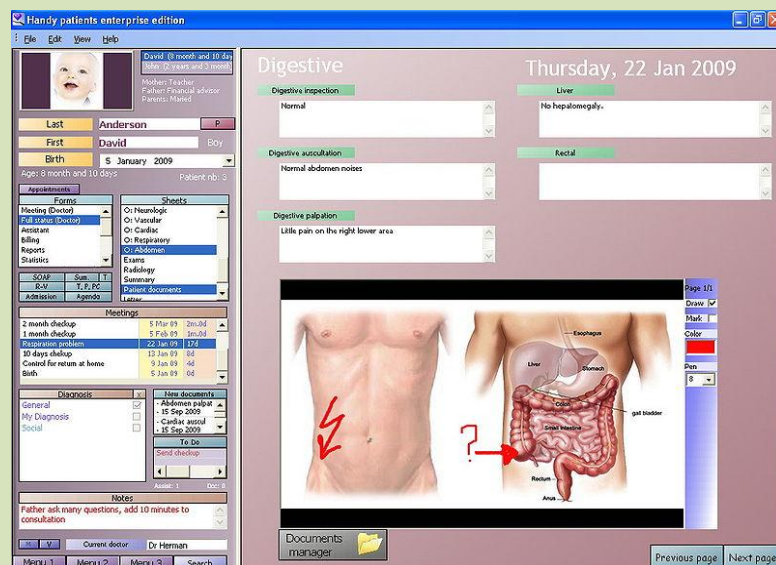 Handy patients enterprise edition
File Edit View Help
David (8 month and 10 day
John (2 years and 3 month
Mother: Teacher
Father: Financial advisor
Parents: Maried
Last Anderson P
First David Boy
Birth 5 January 2009
Age: 8 month and 10 days
Patient nb: 3
Appointments
Forms
Meeting (Doctor)
Full status (Doctor)
Assistant
Billing
Reports
Statistics
Sheets
O: Neurologic
O: Vascular
O: Cardiac
O: Respiratory
O: Abdomen
Exams
Radiology
Summary
Patient documents
Letter
SOAP Sum. T
R-V T, P, PC
Admission Agenda
Meetings
2 month checkup 5 Mar 09 2m.0d
1 month checkup 5 Feb 09 1m.0d
Respiration problem 22 Jan 09 17d
10 days chekup 13 Jan 09 8d
Control for return at home 9 Jan 09 4d
Birth 5 Jan 09 0d
Diagnosis x
General
My Diagnosis
Social
New documents
- Abdomen palpat
- 15 Sep 2009
- Cardiac auscul
- 15 Sep 2009
To Do
Send checkup
Assist: 1 Doc: 0
Notes
Father ask many questions, add 10 minutes to
consultation
V Current doctor Dr Herman
Menu 1 Menu 2 Menu 3 Search
Digestive
Thursday, 22 Jan 2009
Digestive inspection
Normal
Liver
No hepatomegaly.
Digestive auscultation
Normal abdomen noises
Rectal
Digestive palpation
Little pain on the right lower area
Page 1/1
Draw
Mark
Color
Pen
8
Esophagus
Liver
Stomach
Colon
gall bladder
Small Intestine
?
Rectum
Anus
Documents
manager
Previous page Next page